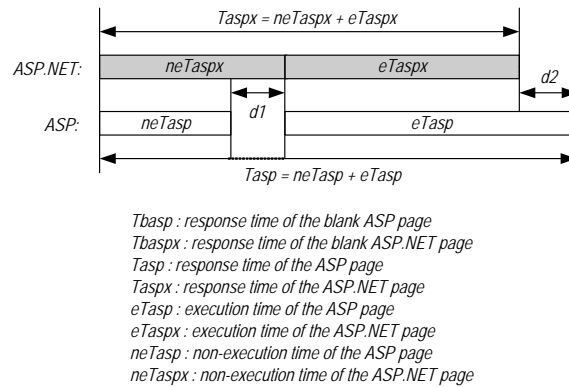 Taspx = neTaspx + eTaspx
ASP.NET: neTaspx eTaspx
d1 d2
ASP: neTasp eTasp
Tasp = neTasp + eTasp
Tbasp : response time of the blank ASP page
Tbaspx : response time of the blank ASP.NET page
Tasp : response time of the ASP page
Taspx : response time of the ASP.NET page
eTasp : execution time of the ASP page
eTaspx : execution time of the ASP.NET page
neTasp : non-execution time of the ASP page
neTaspx : non-execution time of the ASP.NET page